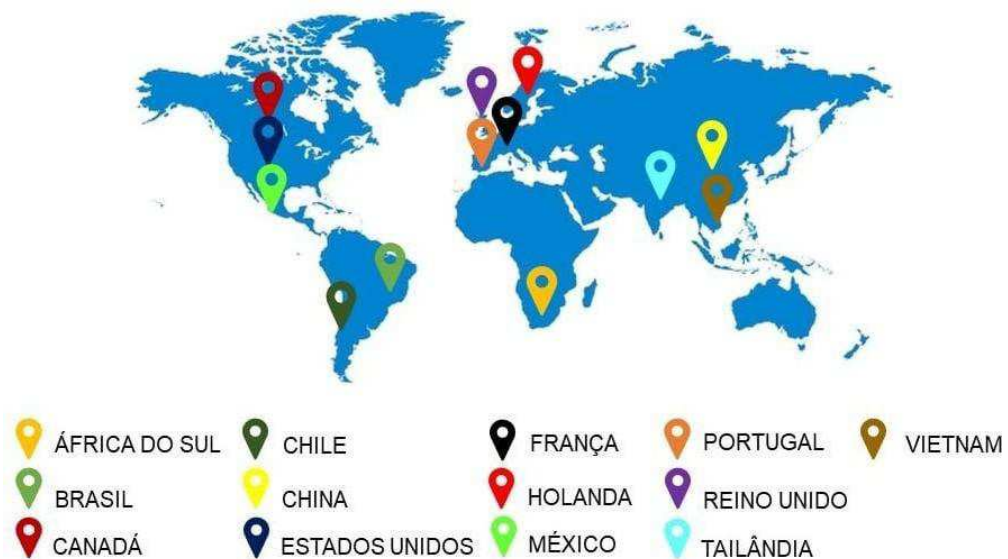 ÁFRICA DO SUL CHILE FRANÇA PORTUGAL VIETNAM
BRASIL CHINA HOLANDA REINO UNIDO
CANADÁ ESTADOS UNIDOS MÉXICO TAILÂNDIA